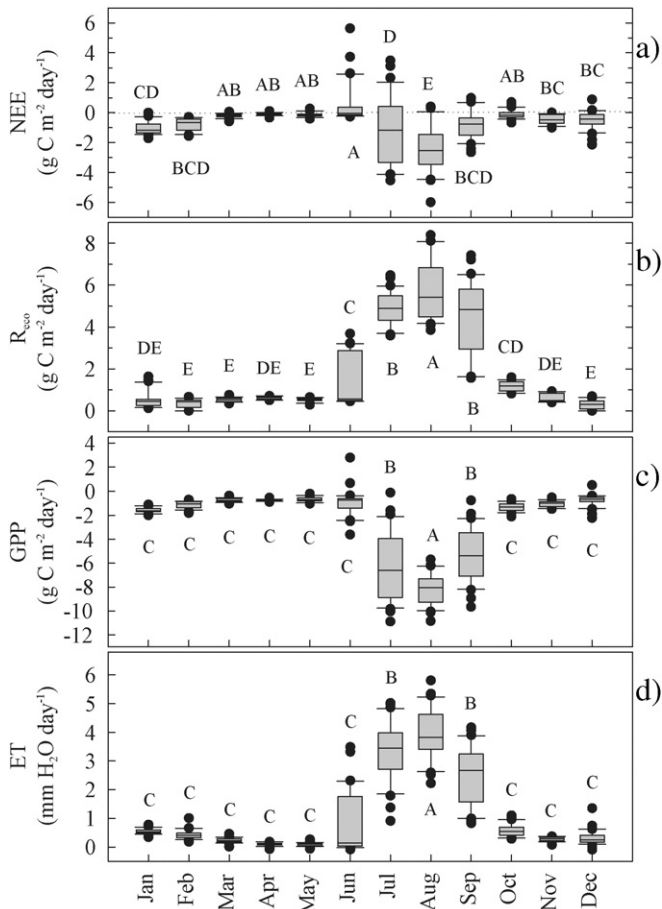 a)
NEE
(g C m⁻² day⁻¹)
6
4
2
0
-2
-4
-6
CD
BCD
AB
AB
AB
A
D
E
BCD
AB
BC
BC
b)
R_eco
(g C m⁻² day⁻¹)
8
6
4
2
0
DE
E
E
DE
E
C
B
A
B
CD
DE
E
c)
GPP
(g C m⁻² day⁻¹)
4
2
0
-2
-4
-6
-8
-10
-12
C
C
C
C
C
C
B
A
B
C
C
C
d)
ET
(mm H₂O day⁻¹)
6
5
4
3
2
1
0
C
C
C
C
C
C
B
A
B
C
C
C
Jan
Feb
Mar
Apr
May
Jun
Jul
Aug
Sep
Oct
Nov
Dec